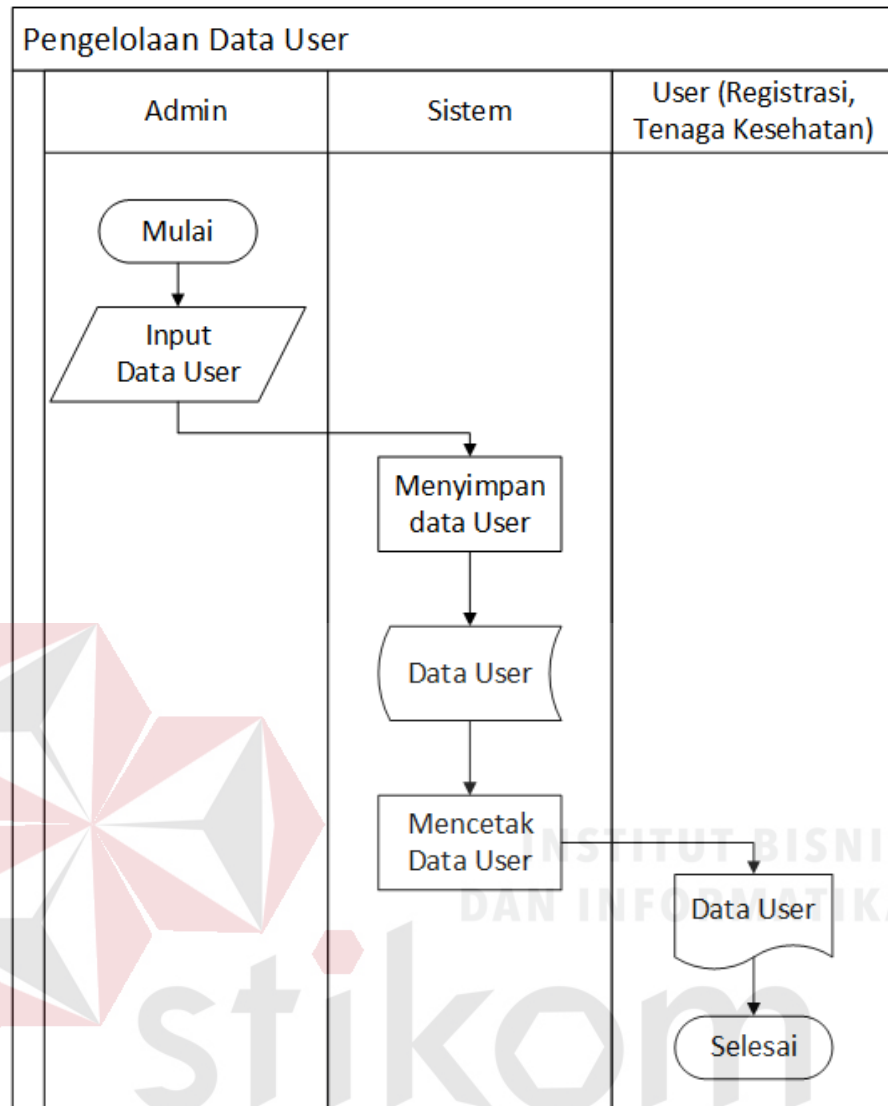 Pengelolaan Data User
Admin
Sistem
User (Registrasi,
Tenaga Kesehatan)
Mulai
Input
Data User
Menyimpan
data User
Data User
Mencetak
Data User
INSTITUT BISNI
DAN INFORMATIKA
Data User
Selesai
stikom